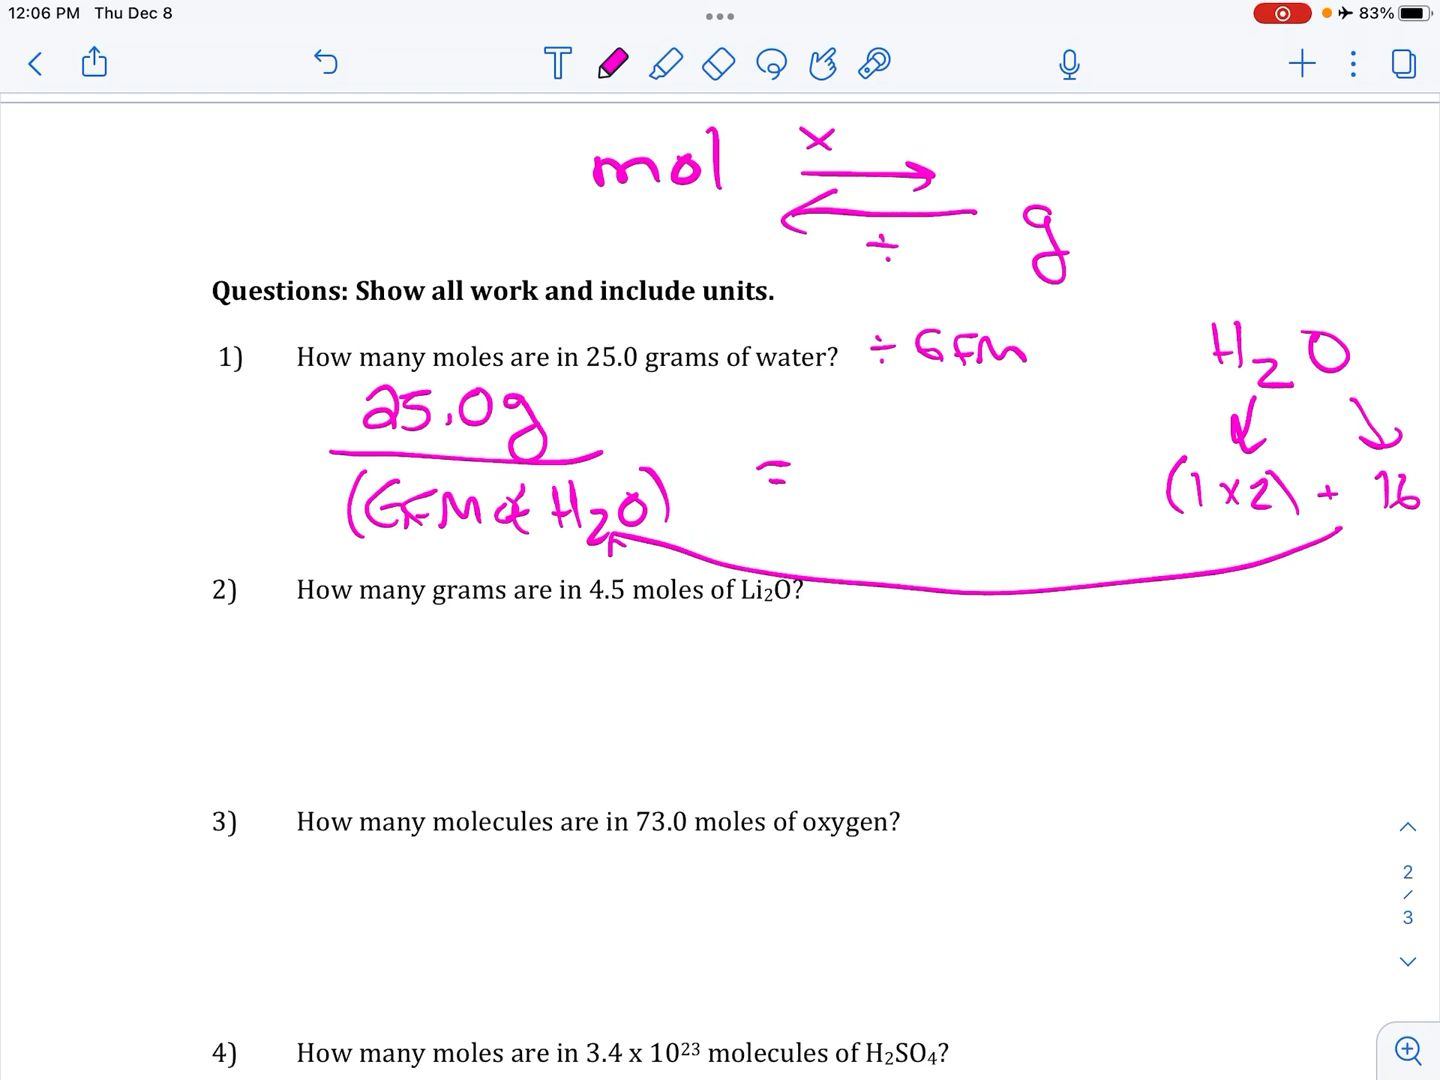 12:06 PM Thu Dec 8
83%
mol × g
÷
Questions: Show all work and include units.
1) How many moles are in 25.0 grams of water? ÷ GFM
H₂O
25.0g
(GFM of H₂O)
=
(1×2) + 16
2) How many grams are in 4.5 moles of Li₂O?
3) How many molecules are in 73.0 moles of oxygen?
2
/
3
4) How many moles are in 3.4 x 10²³ molecules of H₂SO₄?